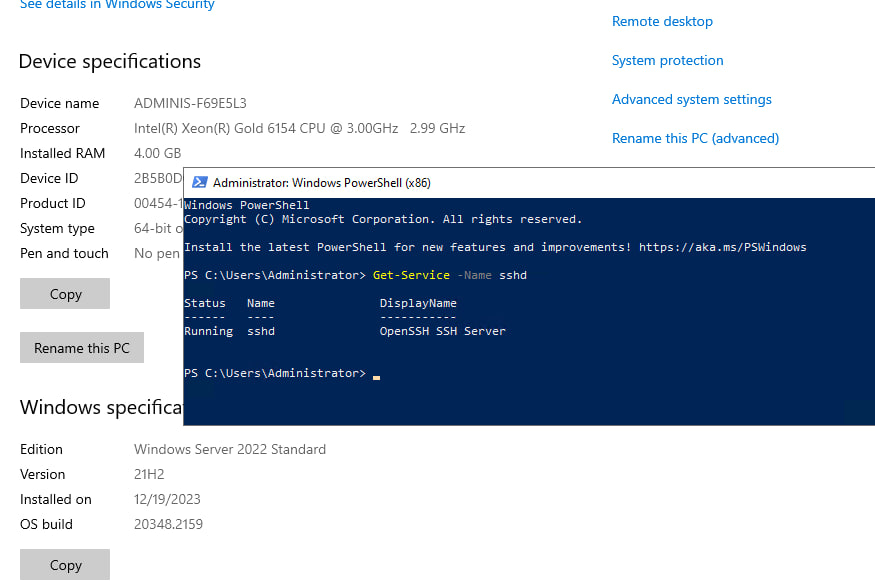 See details in Windows Security
Remote desktop
System protection
Advanced system settings
Rename this PC (advanced)
Device specifications
Device name ADMINIS-F69E5L3
Processor Intel(R) Xeon(R) Gold 6154 CPU @ 3.00GHz 2.99 GHz
Installed RAM 4.00 GB
Device ID 2B5B0D
Product ID 00454-1
System type 64-bit o
Pen and touch No pen
Copy
Rename this PC
Administrator: Windows PowerShell (x86)
Windows PowerShell
Copyright (C) Microsoft Corporation. All rights reserved.
Install the latest PowerShell for new features and improvements! https://aka.ms/PSWindows
PS C:\Users\Administrator> Get-Service -Name sshd
Status Name DisplayName
------ ---- -----------
Running sshd OpenSSH SSH Server
PS C:\Users\Administrator>
Windows specifica
Edition Windows Server 2022 Standard
Version 21H2
Installed on 12/19/2023
OS build 20348.2159
Copy